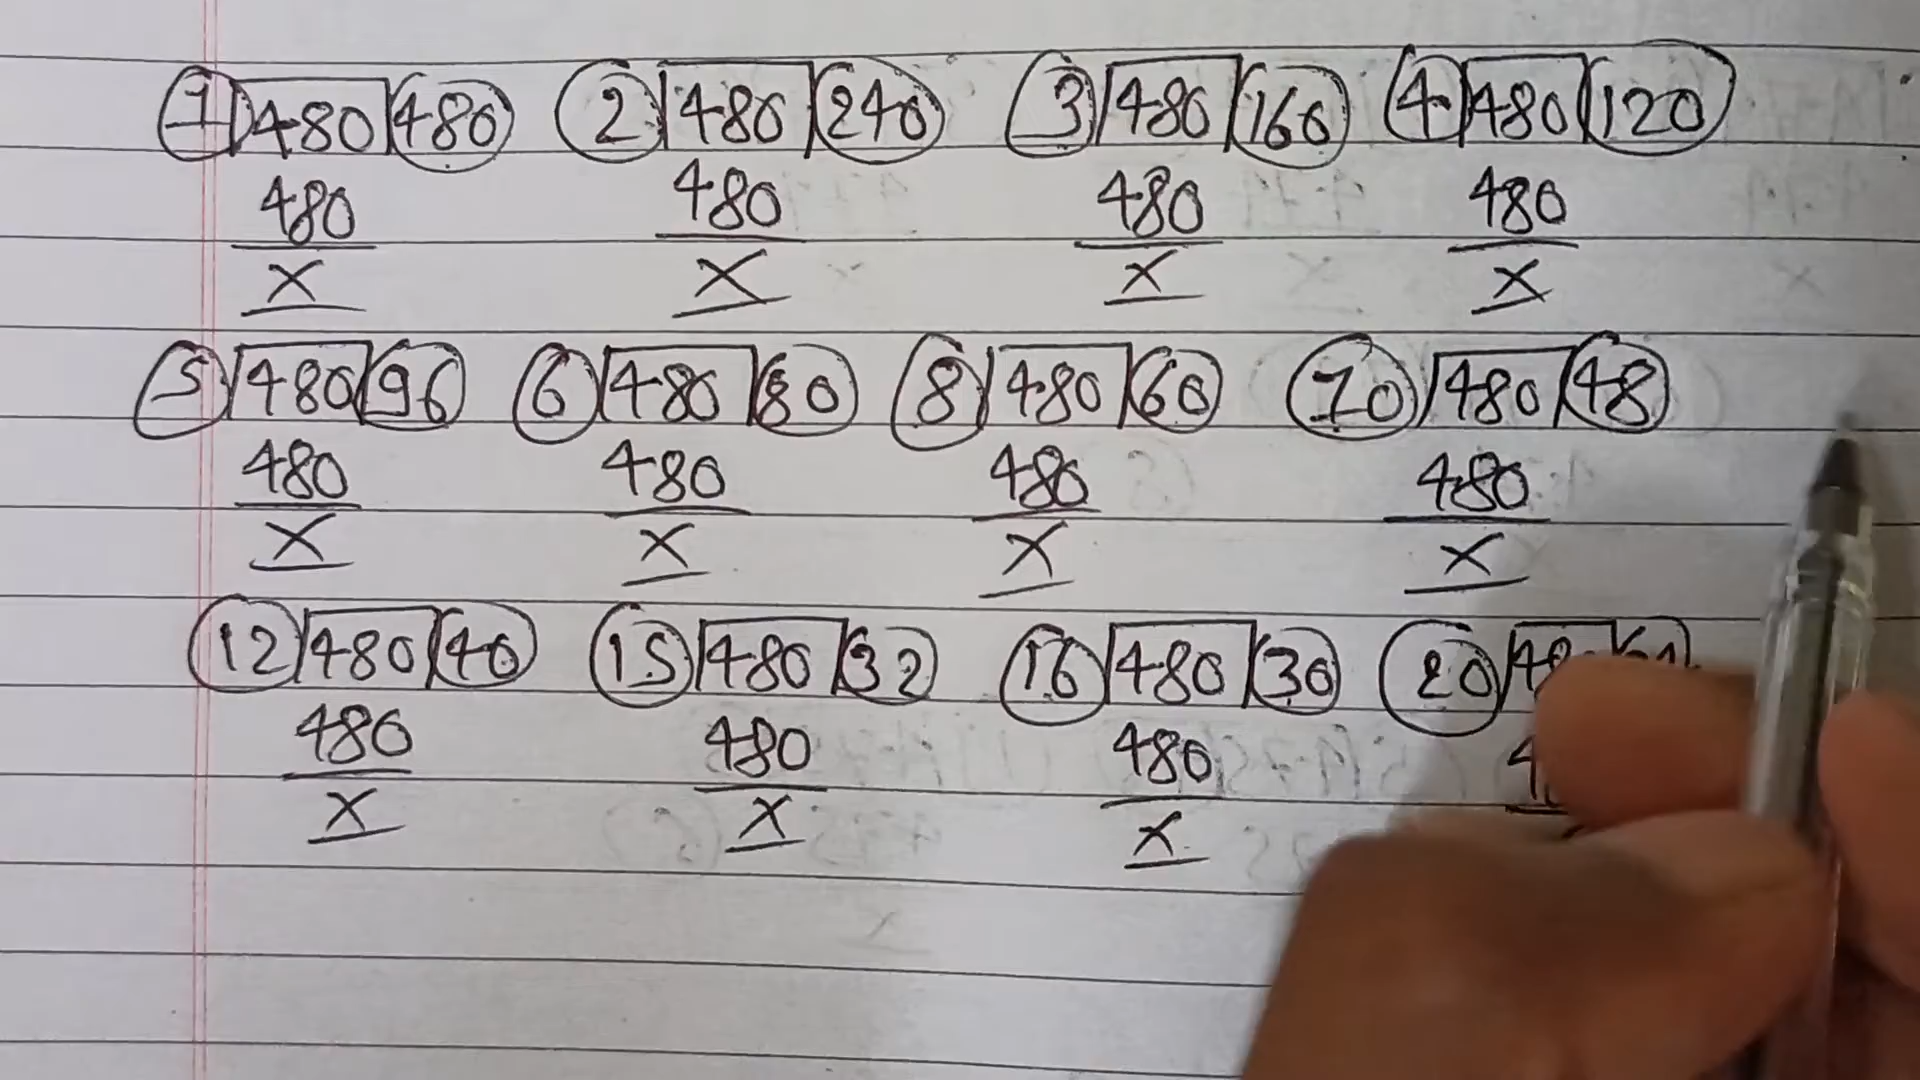 1)480(480 2)480(240 3)480(160 4)480(120
480 480 480 480
X X X X
5)480(96 6)480(80 8)480(60 10)480(48
480 480 480 480
X X X X
12)480(40 15)480(32 16)480(30 20)480(
480 480 480
X X X